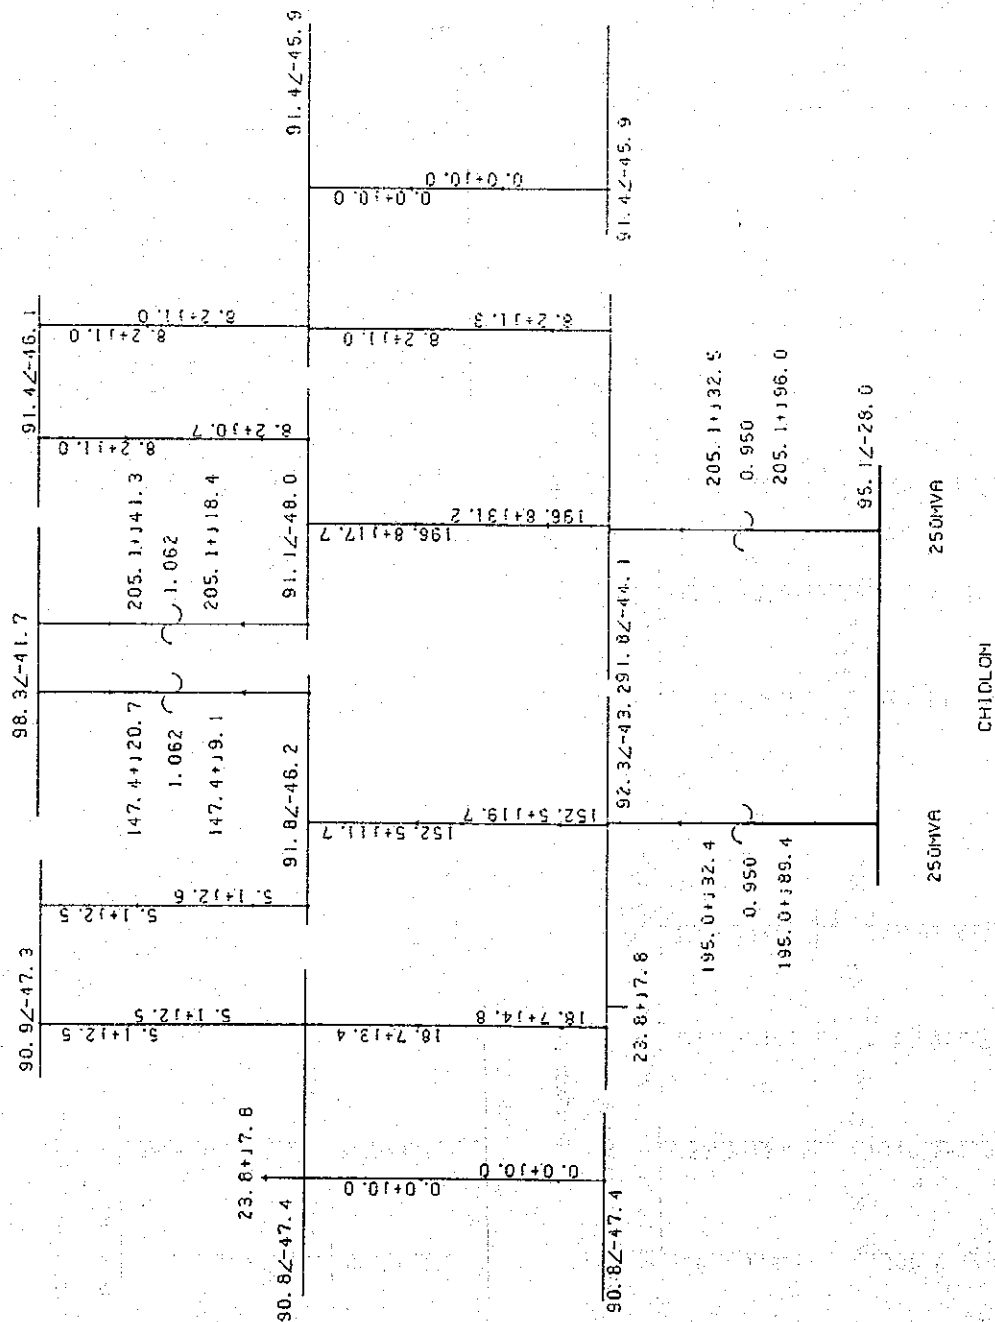 98.3∠-41.7
91.4∠-46.1
90.9∠-47.3
91.4∠-45.9
147.4+j20.7
1.062
147.4+j9.1
205.1+j41.3
1.062
205.1+j18.4
8.2+j1.0
8.2+j0.7
8.2+j1.0
8.2+j1.0
5.1+j2.5
5.1+j2.6
5.1+j2.5
5.1+j2.5
23.8+j7.8
90.8∠-47.4
91.8∠-46.2
91.1∠-48.0
0.0+j0.0
0.0+j0.0
18.7+j3.4
18.7+j4.8
152.5+j11.7
152.5+j19.7
196.8+j17.7
196.8+j31.2
8.2+j1.0
8.2+j1.3
0.0+j0.0
0.0+j0.0
90.8∠-47.4
23.8+j7.8
92.3∠-43.2
91.8∠-44.1
91.4∠-45.9
195.0+j32.4
0.950
195.0+j89.4
205.1+j32.5
0.950
205.1+j96.0
95.1∠-28.0
250MVA
250MVA
CHIDLOM